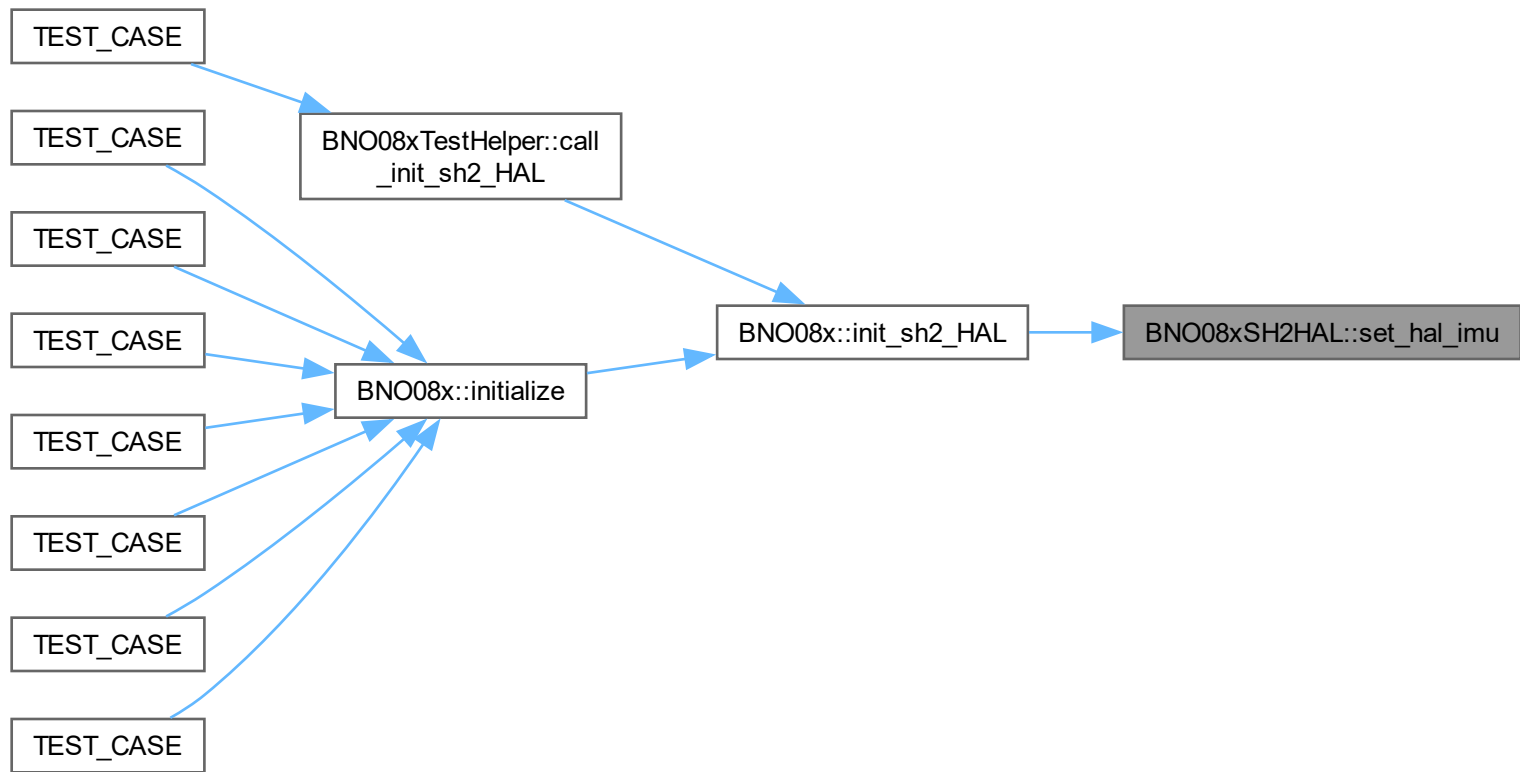 TEST_CASE
TEST_CASE
TEST_CASE
TEST_CASE
TEST_CASE
TEST_CASE
TEST_CASE
TEST_CASE
BNO08xTestHelper::call
_init_sh2_HAL
BNO08x::initialize
BNO08x::init_sh2_HAL
BNO08xSH2HAL::set_hal_imu